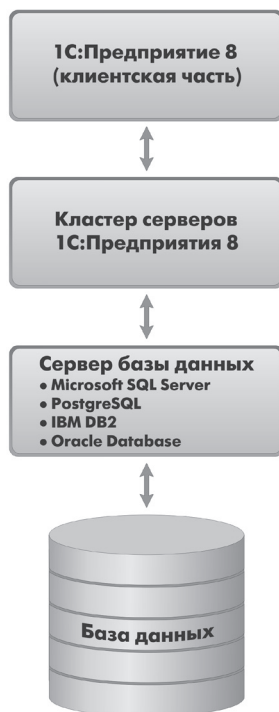 1С:Предприятие 8
(клиентская часть)
Кластер серверов
1С:Предприятия 8
Сервер базы данных
• Microsoft SQL Server
• PostgreSQL
• IBM DB2
• Oracle Database
База данных